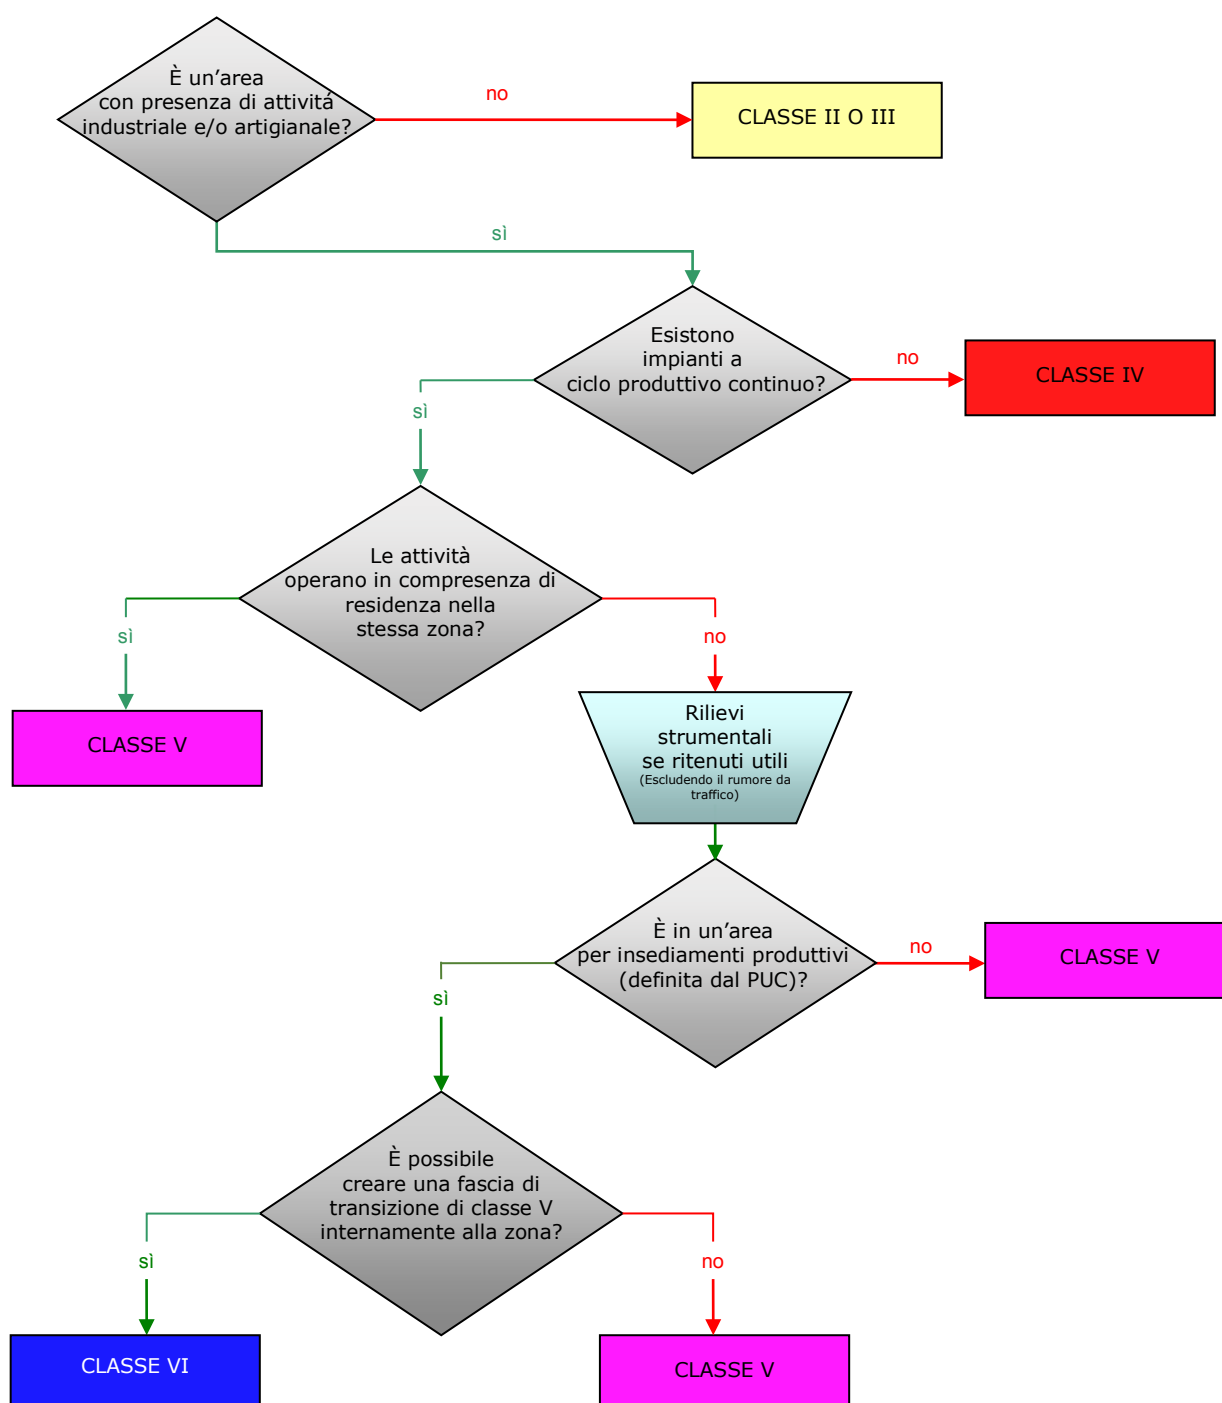 È un’area
con presenza di attivitá
industriale e/o artigianale?
no
CLASSE II O III
sì
Esistono
impianti a
ciclo produttivo continuo?
no
CLASSE IV
sì
Le attività
operano in compresenza di
residenza nella
stessa zona?
sì
no
CLASSE V
Rilievi
strumentali
se ritenuti utili
(Escludendo il rumore da
traffico)
È in un’area
per insediamenti produttivi
(definita dal PUC)?
no
CLASSE V
sì
È possibile
creare una fascia di
transizione di classe V
internamente alla zona?
sì
no
CLASSE VI
CLASSE V